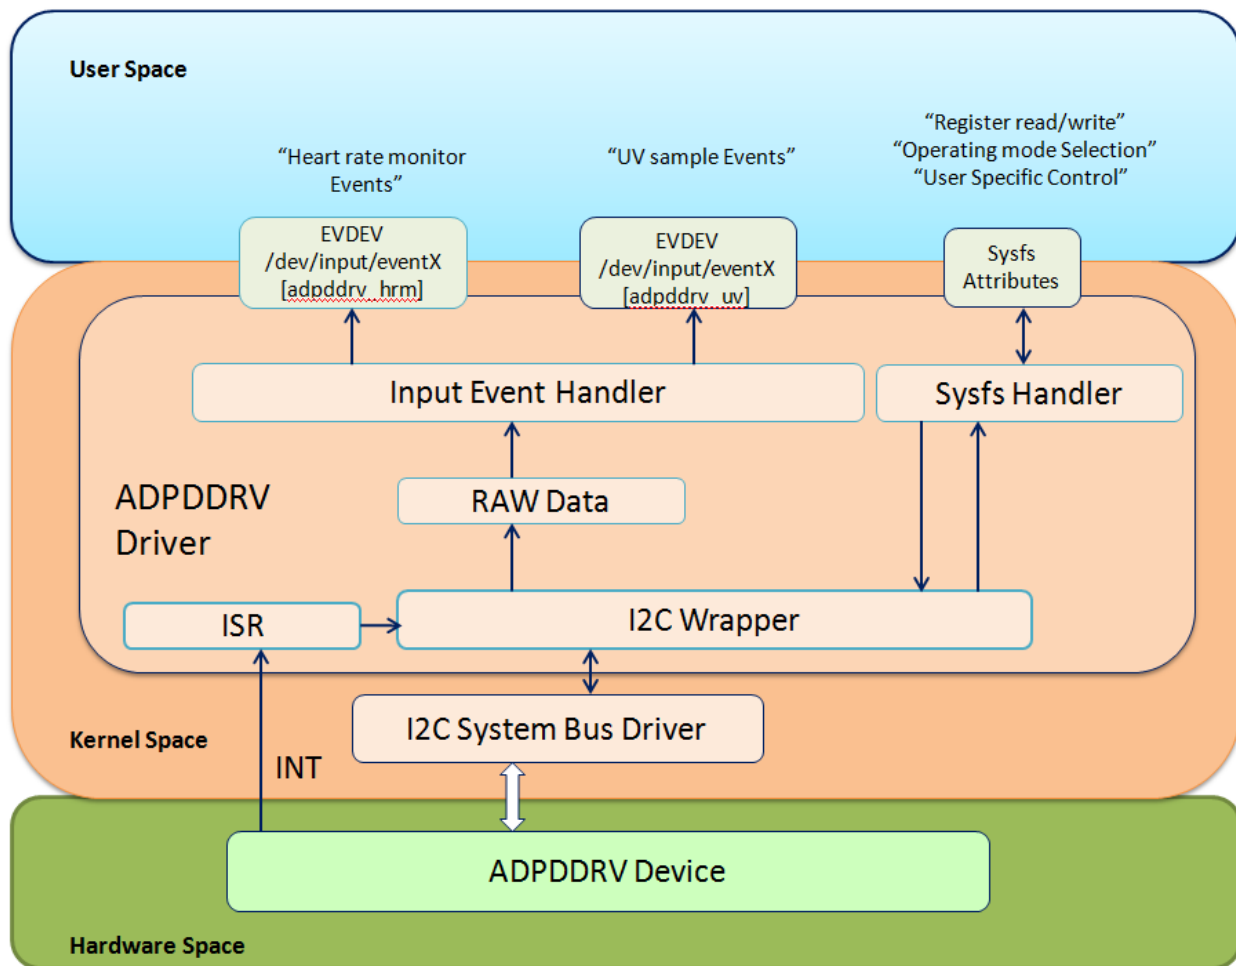 User Space
“Heart rate monitor
Events”
“UV sample Events”
“Register read/write”
“Operating mode Selection”
“User Specific Control”
EVDEV
/dev/input/eventX
[adpddrv_hrm]
EVDEV
/dev/input/eventX
[adpddrv_uv]
Sysfs
Attributes
Input Event Handler
Sysfs Handler
RAW Data
ADPDDRV
Driver
ISR
I2C Wrapper
I2C System Bus Driver
Kernel Space
INT
ADPDDRV Device
Hardware Space